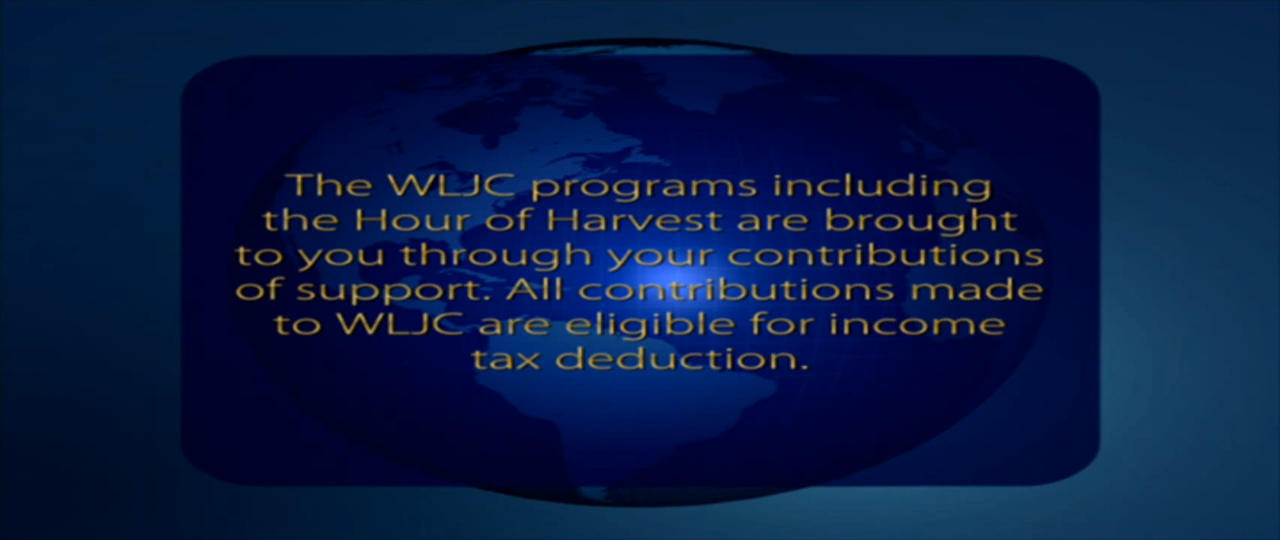 The WLJC programs including
the Hour of Harvest are brought
to you through your contributions
of support. All contributions made
to WLJC are eligible for income
tax deduction.